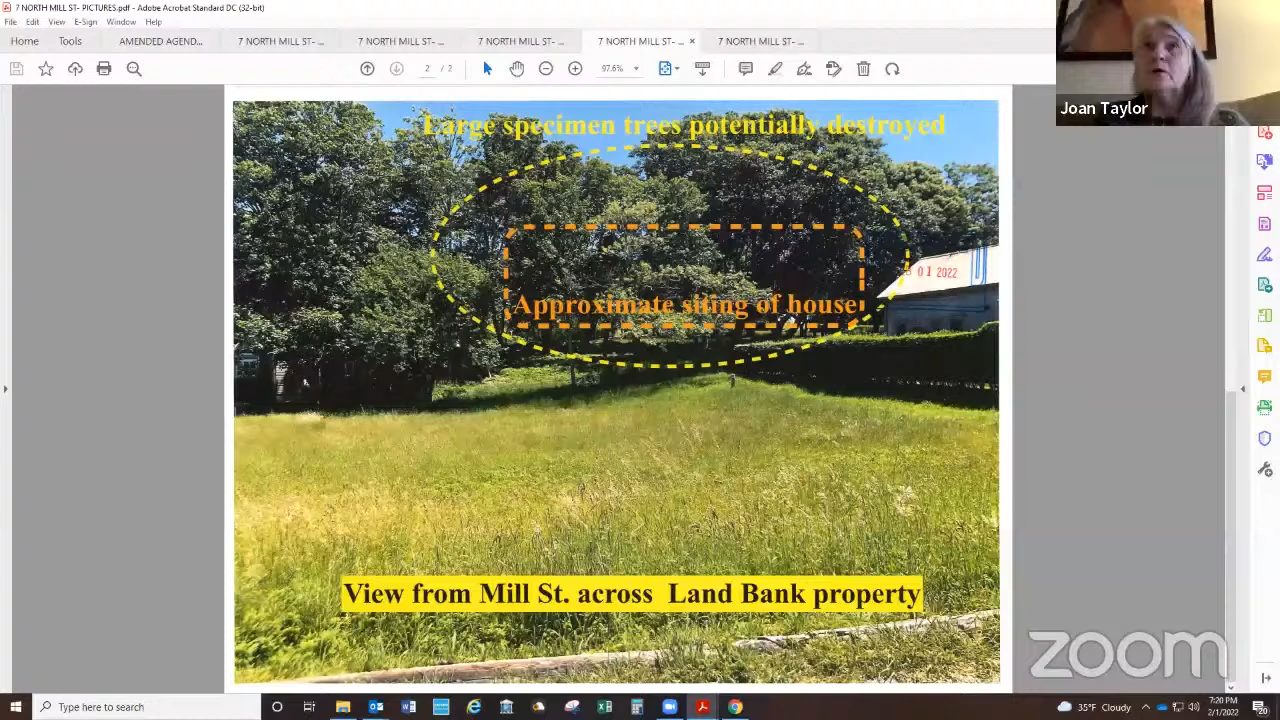 7 NORTH MILL ST- PICTURES.pdf - Adobe Acrobat Standard DC (32-bit)
File Edit View E-Sign Window Help
Home Tools AMENDED AGEND... 7 NORTH MILL ST- ... 7 NORTH MILL ST- ... 7 NORTH MILL ST- ... 7 NORTH MILL ST- ... × 7 NORTH MILL ST- ...
2 / 2 97.6%
Joan Taylor
Large specimen trees potentially destroyed
01 2022
Approximate siting of house
View from Mill St. across Land Bank property
zoom
Type here to search
35°F Cloudy
7:20 PM
2/1/2022
20